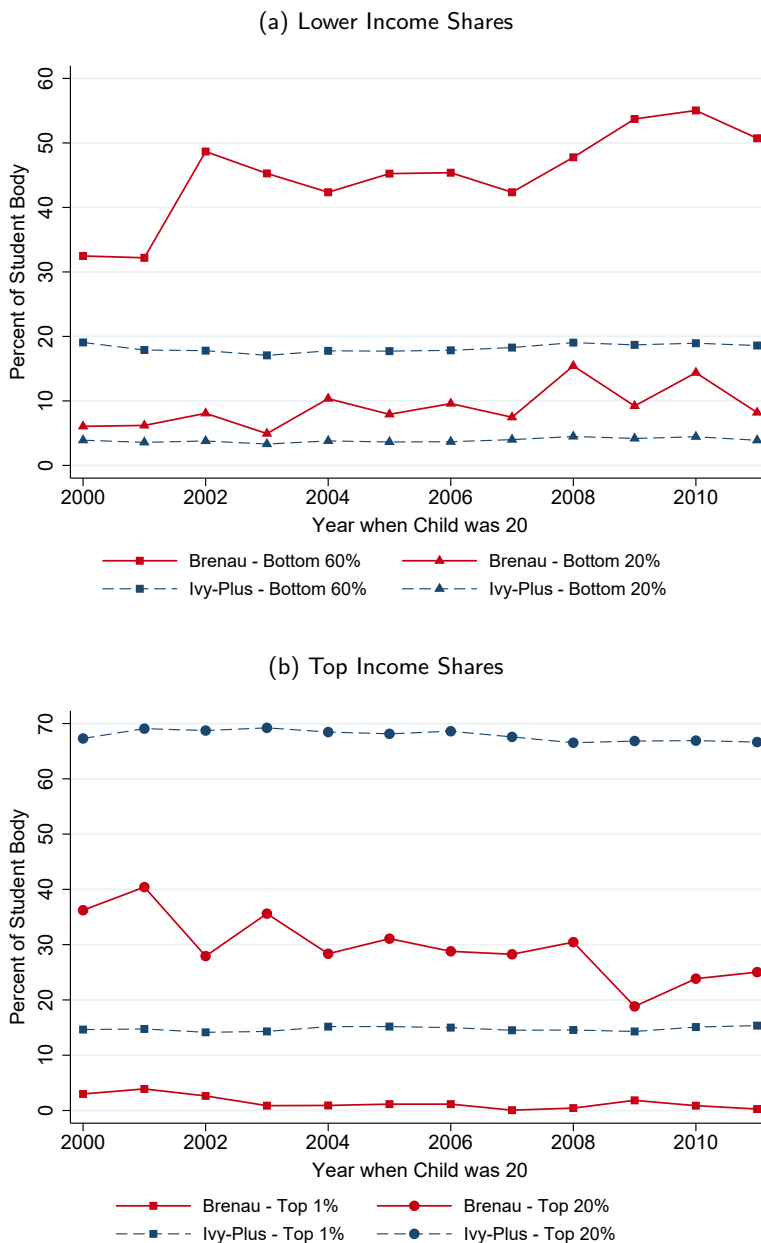 (a) Lower Income Shares
60
50
40
30
20
10
0
Percent of Student Body
2000 2002 2004 2006 2008 2010
Year when Child was 20
Brenau - Bottom 60% Brenau - Bottom 20%
Ivy-Plus - Bottom 60% Ivy-Plus - Bottom 20%
(b) Top Income Shares
70
60
50
40
30
20
10
0
Percent of Student Body
2000 2002 2004 2006 2008 2010
Year when Child was 20
Brenau - Top 1% Brenau - Top 20%
Ivy-Plus - Top 1% Ivy-Plus - Top 20%